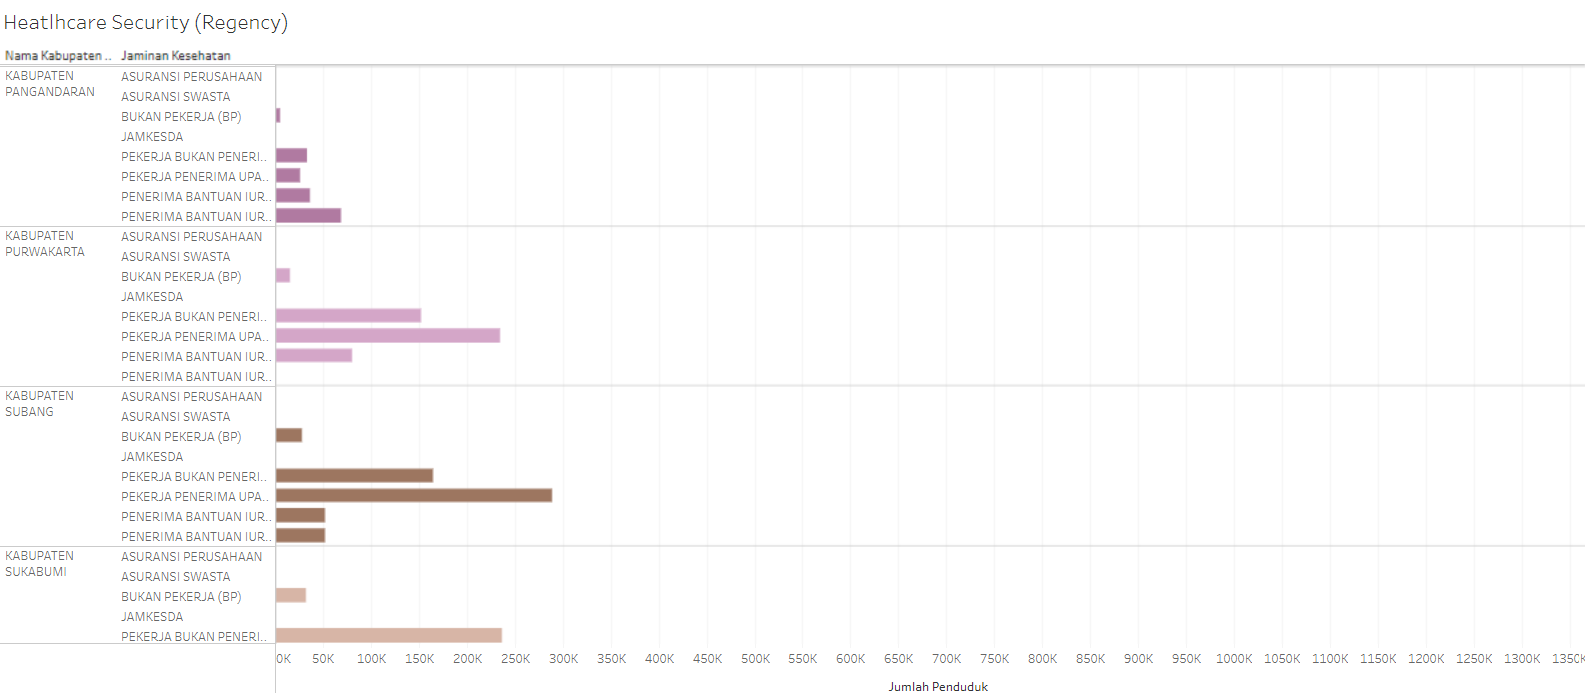 Heatlhcare Security (Regency)
Nama Kabupaten .. Jaminan Kesehatan
KABUPATEN PANGANDARAN
ASURANSI PERUSAHAAN
ASURANSI SWASTA
BUKAN PEKERJA (BP)
JAMKESDA
PEKERJA BUKAN PENERI..
PEKERJA PENERIMA UPA..
PENERIMA BANTUAN IUR..
PENERIMA BANTUAN IUR..
KABUPATEN PURWAKARTA
ASURANSI PERUSAHAAN
ASURANSI SWASTA
BUKAN PEKERJA (BP)
JAMKESDA
PEKERJA BUKAN PENERI..
PEKERJA PENERIMA UPA..
PENERIMA BANTUAN IUR..
PENERIMA BANTUAN IUR..
KABUPATEN SUBANG
ASURANSI PERUSAHAAN
ASURANSI SWASTA
BUKAN PEKERJA (BP)
JAMKESDA
PEKERJA BUKAN PENERI..
PEKERJA PENERIMA UPA..
PENERIMA BANTUAN IUR..
PENERIMA BANTUAN IUR..
KABUPATEN SUKABUMI
ASURANSI PERUSAHAAN
ASURANSI SWASTA
BUKAN PEKERJA (BP)
JAMKESDA
PEKERJA BUKAN PENERI..
0K 50K 100K 150K 200K 250K 300K 350K 400K 450K 500K 550K 600K 650K 700K 750K 800K 850K 900K 950K 1000K 1050K 1100K 1150K 1200K 1250K 1300K 1350K
Jumlah Penduduk